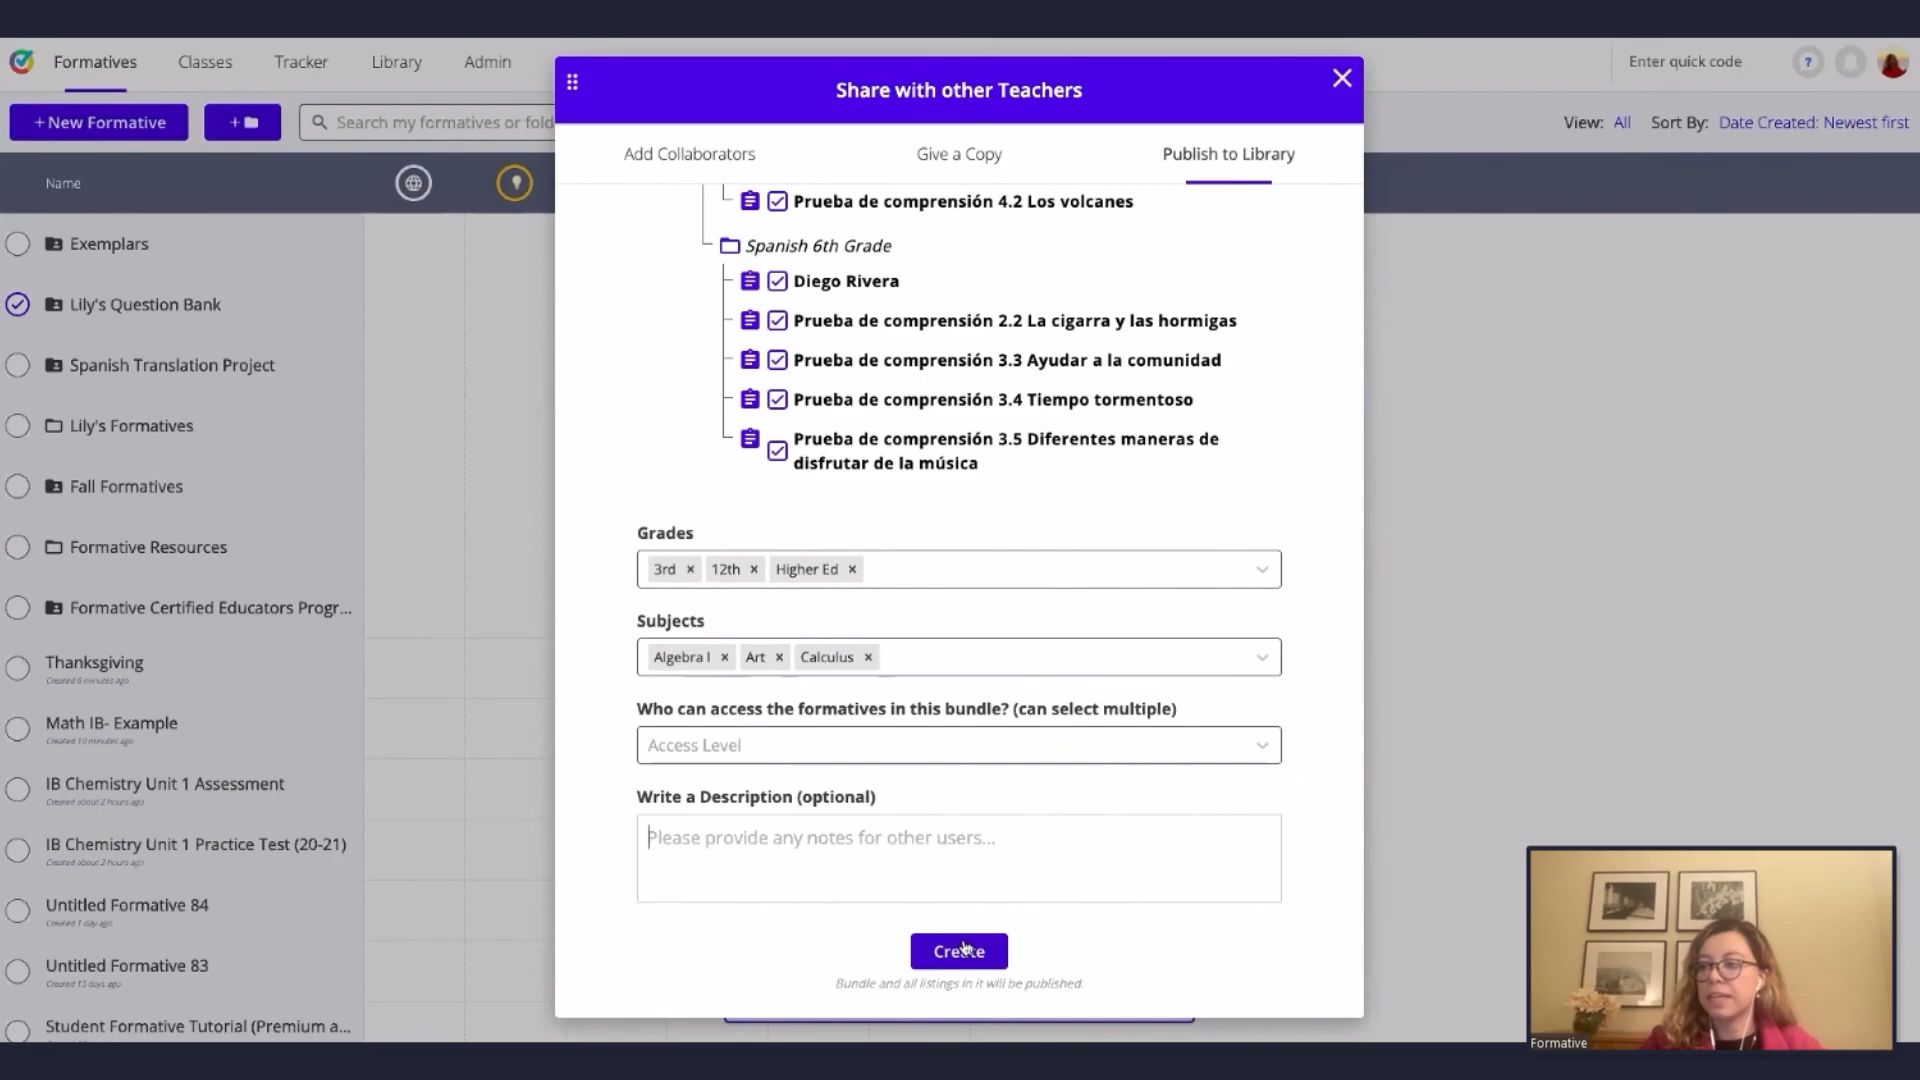 Formatives
Classes
Tracker
Library
Admin
Enter quick code
?
+ New Formative
+
Search my formatives or fold
View: All Sort By: Date Created: Newest first
Name
Exemplars
Lily's Question Bank
Spanish Translation Project
Lily's Formatives
Fall Formatives
Formative Resources
Formative Certified Educators Progr...
Thanksgiving
Created 6 minutes ago
Math IB- Example
Created 10 minutes ago
IB Chemistry Unit 1 Assessment
Created about 2 hours ago
IB Chemistry Unit 1 Practice Test (20-21)
Created about 2 hours ago
Untitled Formative 84
Created 1 day ago
Untitled Formative 83
Created 15 days ago
Student Formative Tutorial (Premium a...
Share with other Teachers
Add Collaborators
Give a Copy
Publish to Library
Prueba de comprensión 4.2 Los volcanes
Spanish 6th Grade
Diego Rivera
Prueba de comprensión 2.2 La cigarra y las hormigas
Prueba de comprensión 3.3 Ayudar a la comunidad
Prueba de comprensión 3.4 Tiempo tormentoso
Prueba de comprensión 3.5 Diferentes maneras de
disfrutar de la música
Grades
3rd × 12th × Higher Ed ×
Subjects
Algebra I × Art × Calculus ×
Who can access the formatives in this bundle? (can select multiple)
Access Level
Write a Description (optional)
Please provide any notes for other users...
Create
Bundle and all listings in it will be published.
Formative